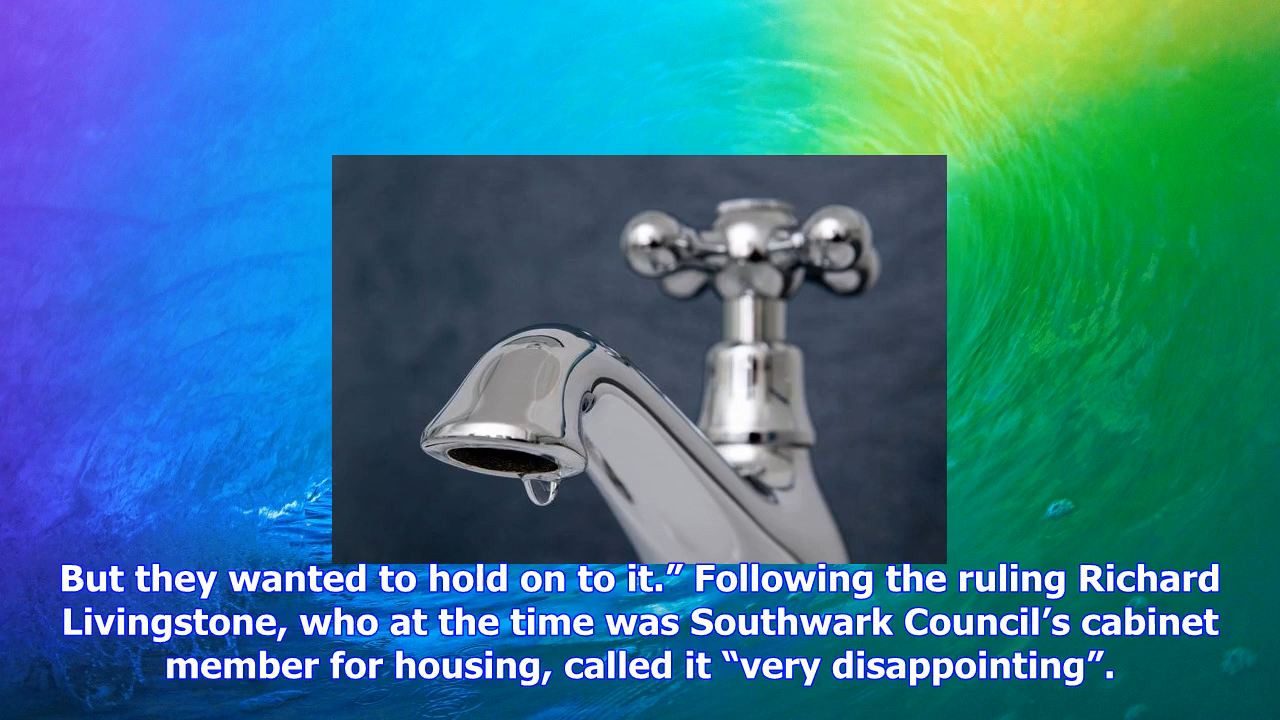 But they wanted to hold on to it.” Following the ruling Richard
Livingstone, who at the time was Southwark Council’s cabinet
member for housing, called it “very disappointing”.